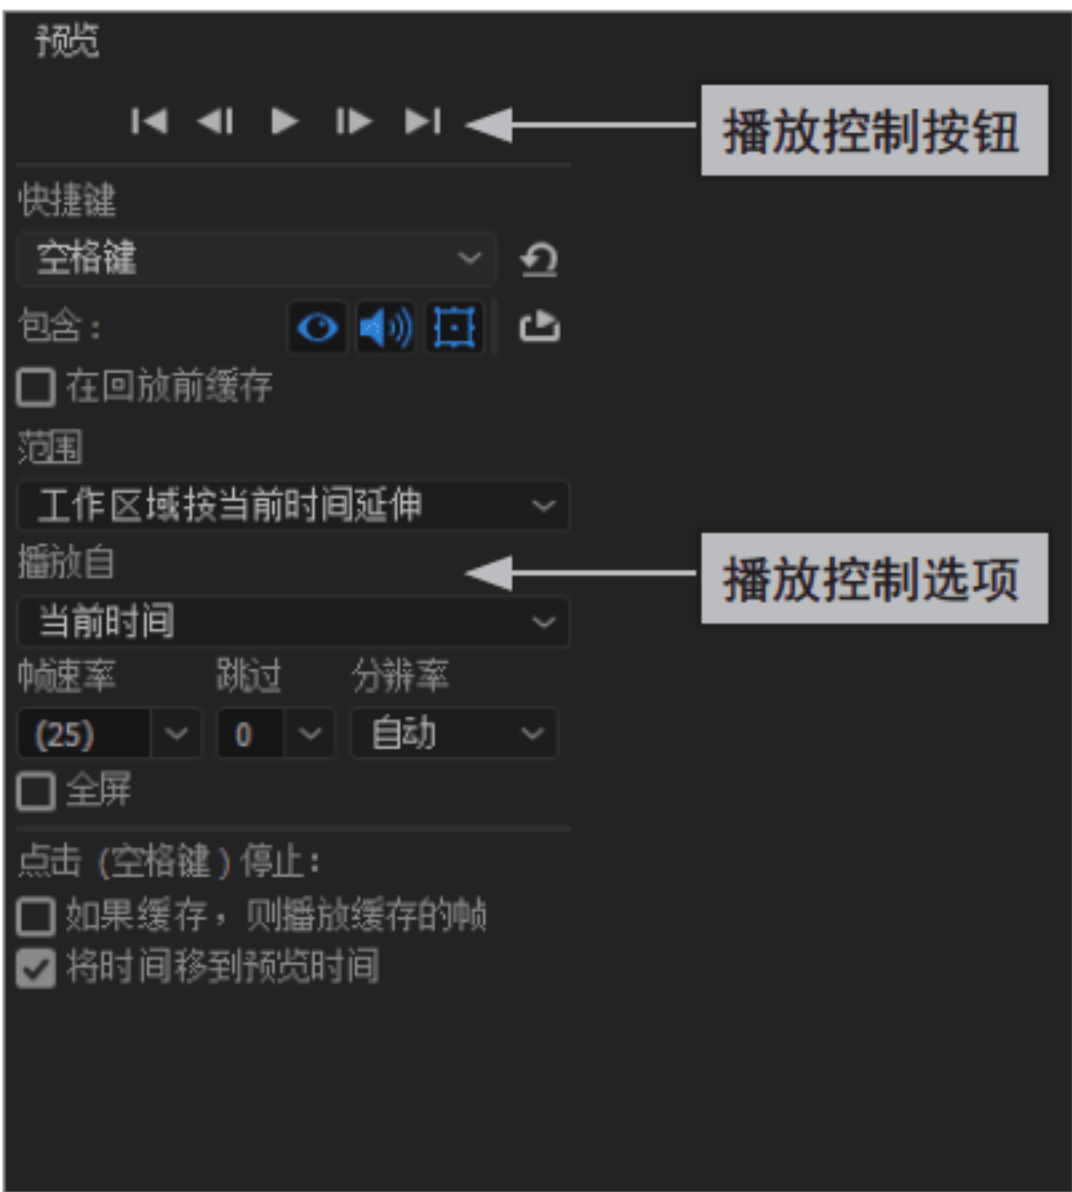 预览
播放控制按钮
快捷键
空格键
包含：
在回放前缓存
范围
工作区域按当前时间延伸
播放自
播放控制选项
当前时间
帧速率 跳过 分辨率
(25) 0 自动
全屏
点击 (空格键) 停止：
如果缓存，则播放缓存的帧
将时间移到预览时间